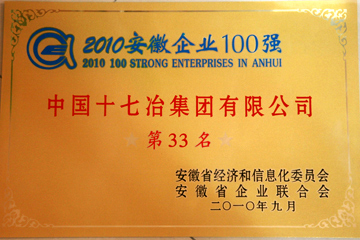 2010安徽企业100强
2010 100 STRONG ENTERPRISES IN ANHUI
中国十七冶集团有限公司
第33名
安徽省经济和信息化委员会
安徽省企业联合会
二〇一〇年九月